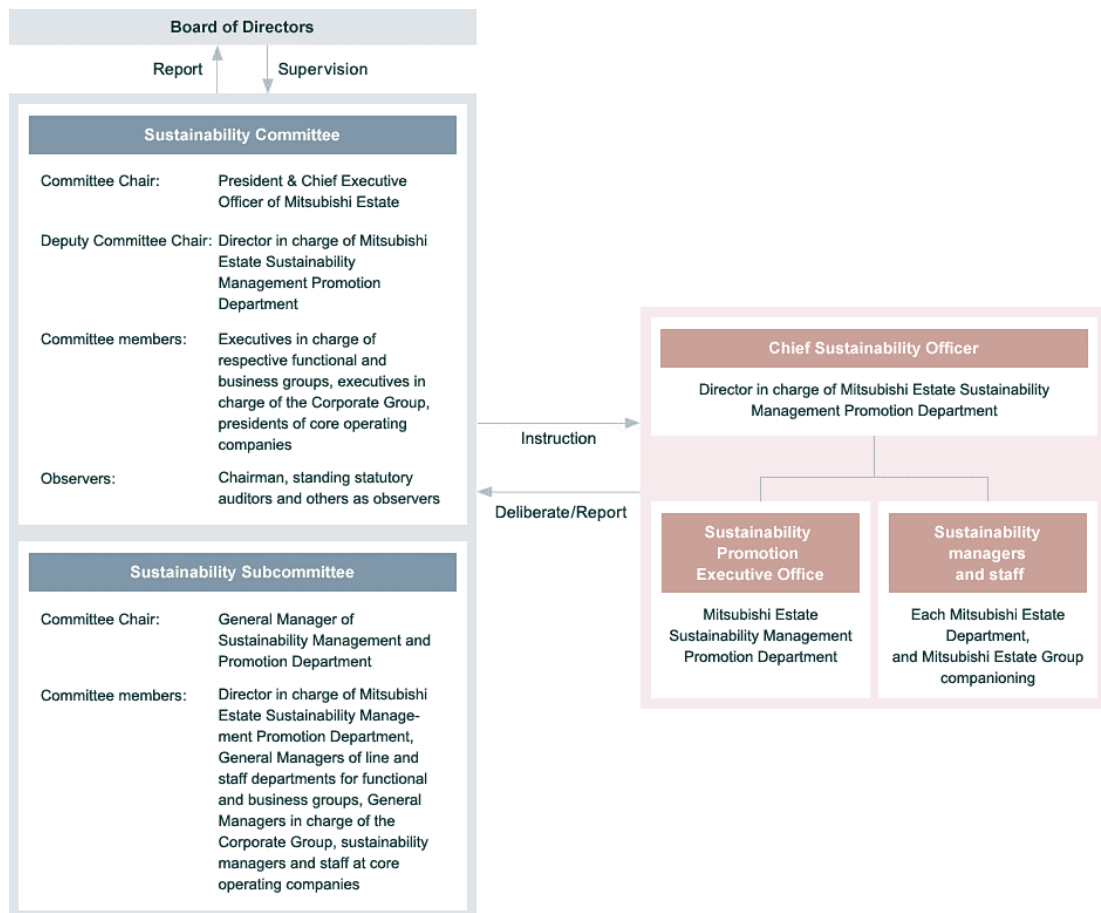 Board of Directors
Report
Supervision
Sustainability Committee
Committee Chair:
President & Chief Executive
Officer of Mitsubishi Estate
Deputy Committee Chair:
Director in charge of Mitsubishi
Estate Sustainability
Management Promotion
Department
Committee members:
Executives in charge of
respective functional and
business groups, executives in
charge of the Corporate Group,
presidents of core operating
companies
Observers:
Chairman, standing statutory
auditors and others as observers
Sustainability Subcommittee
Committee Chair:
General Manager of
Sustainability Management and
Promotion Department
Committee members:
Director in charge of Mitsubishi
Estate Sustainability Manage-
ment Promotion Department,
General Managers of line and
staff departments for functional
and business groups, General
Managers in charge of the
Corporate Group, sustainability
managers and staff at core
operating companies
Instruction
Deliberate/Report
Chief Sustainability Officer
Director in charge of Mitsubishi Estate Sustainability
Management Promotion Department
Sustainability
Promotion
Executive Office
Mitsubishi Estate
Sustainability Management
Promotion Department
Sustainability
managers
and staff
Each Mitsubishi Estate
Department,
and Mitsubishi Estate Group
companioning